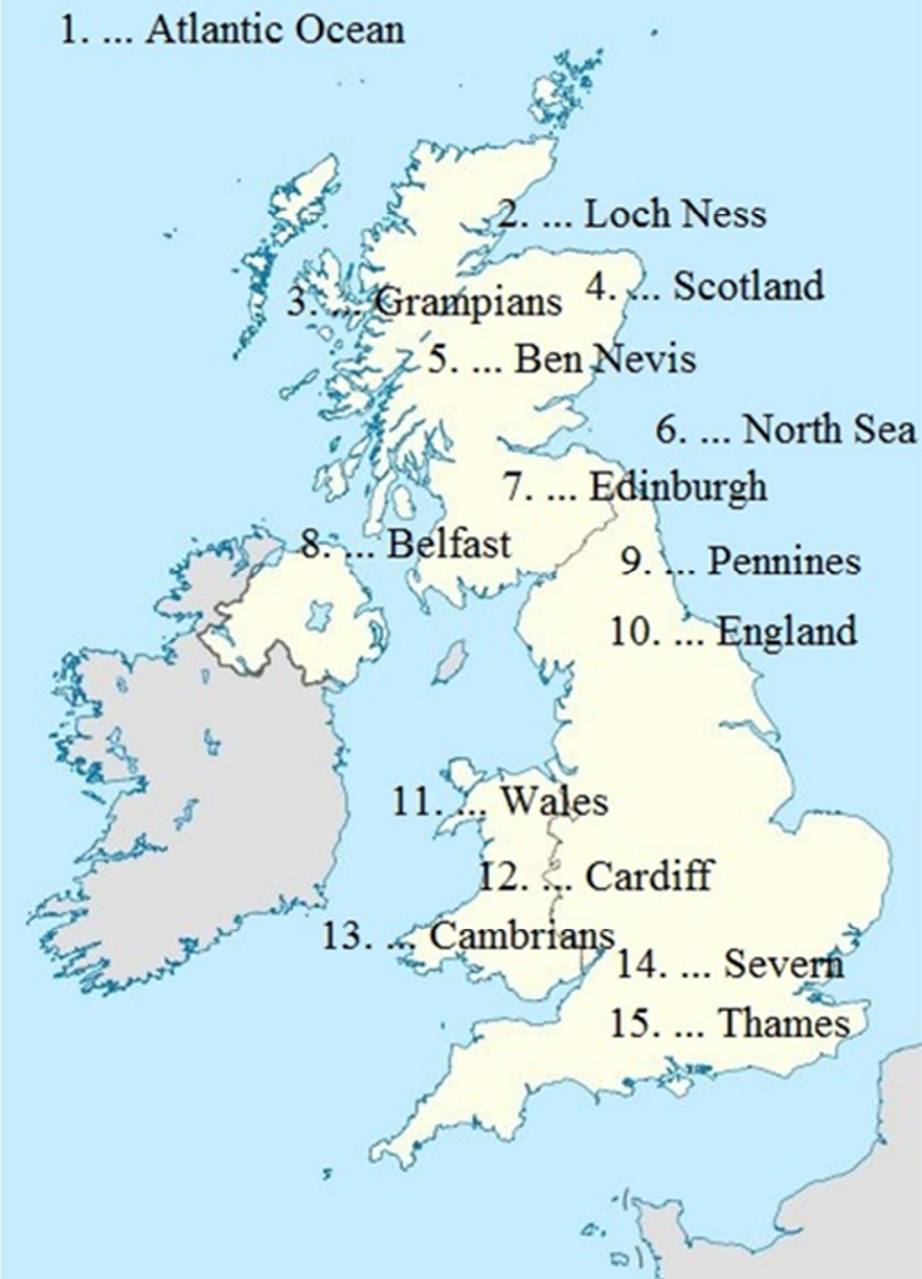 1. ... Atlantic Ocean
2. ... Loch Ness
3. ... Grampians
4. ... Scotland
5. ... Ben Nevis
6. ... North Sea
7. ... Edinburgh
8. ... Belfast
9. ... Pennines
10. ... England
11. ... Wales
12. ... Cardiff
13. ... Cambrians
14. ... Severn
15. ... Thames